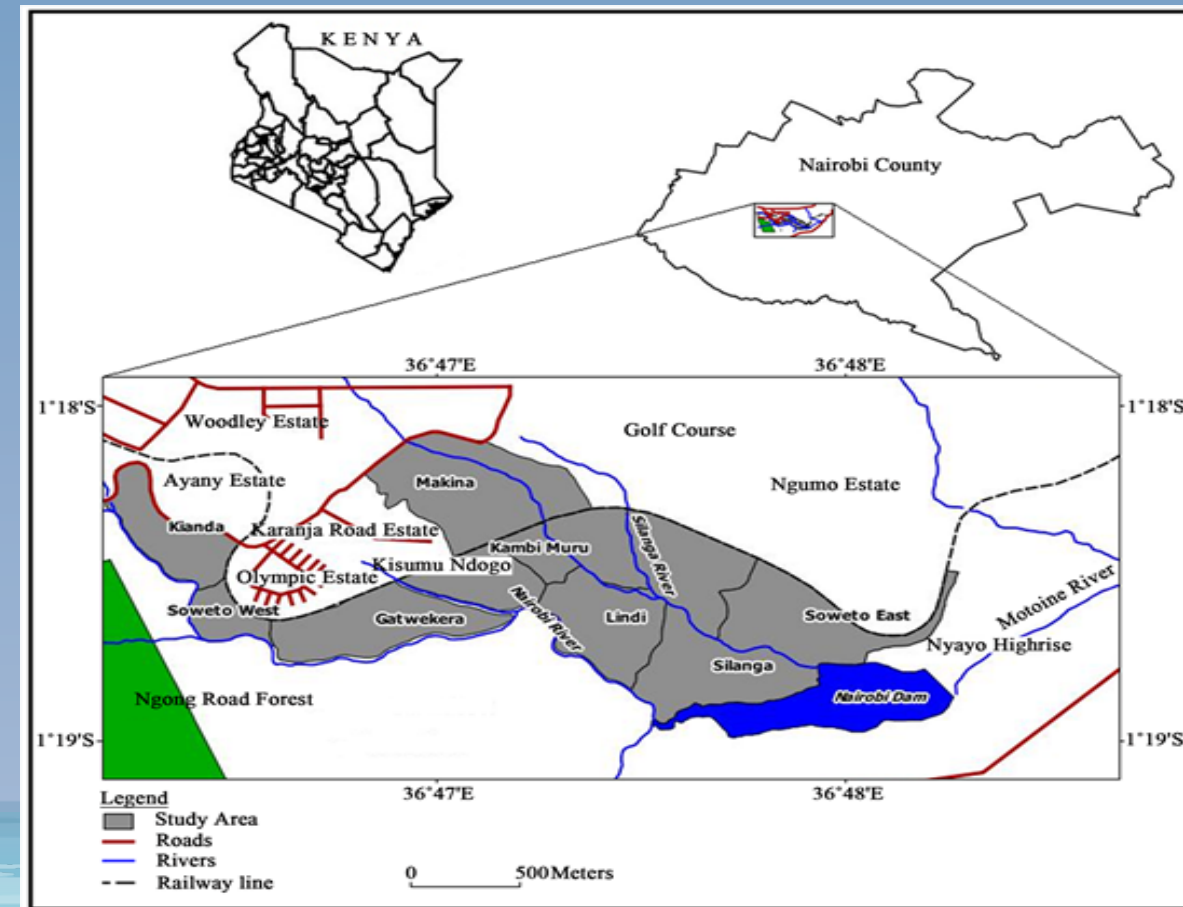 KENYA
Nairobi County
36°47'E
36°48'E
1°18'S
1°18'S
Woodley Estate
Golf Course
Ayany Estate
Makina
Ngumo Estate
Kianda
Karanja Road Estate
Silanga River
Kambi Muru
Kisumu Ndogo
Olympic Estate
Soweto West
Gatwekera
Nairobi River
Lindi
Soweto East
Motoine River
Nyayo Highrise
Silanga
Nairobi Dam
Ngong Road Forest
1°19'S
1°19'S
36°47'E
36°48'E
Legend
Study Area
Roads
Rivers
Railway line
0 500 Meters